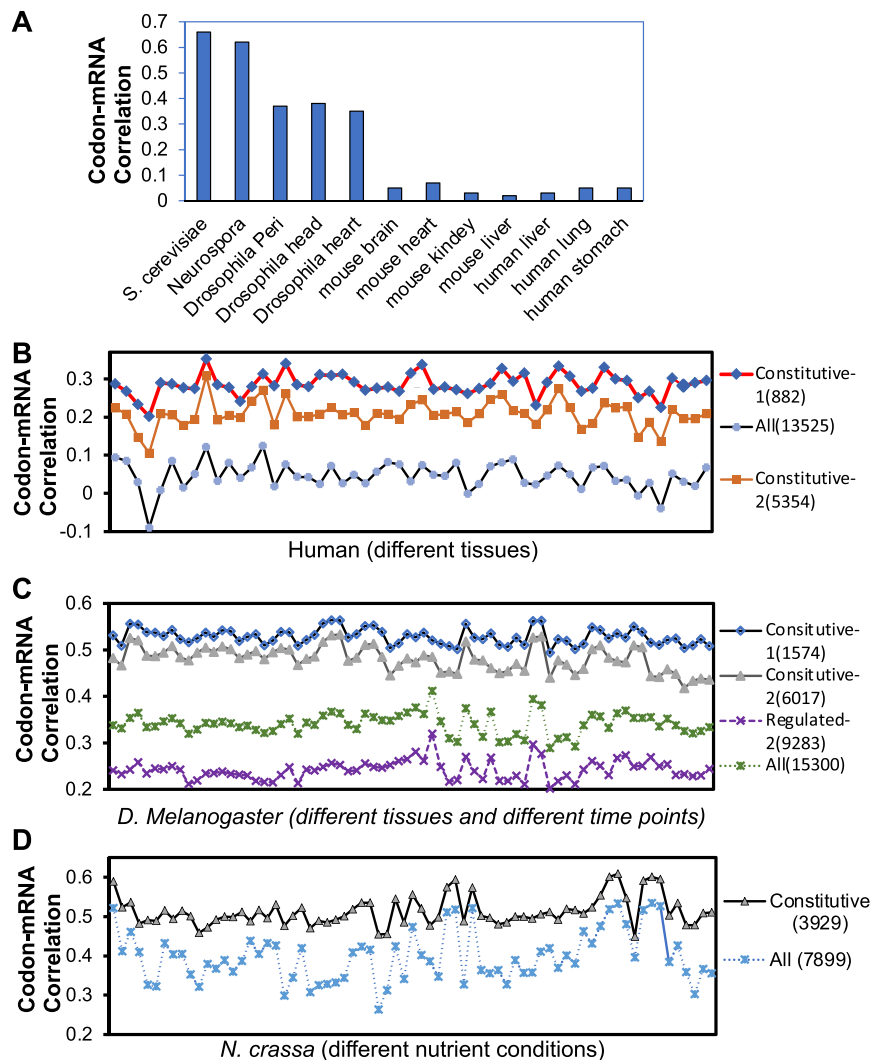 A
Codon-mRNA
Correlation
0.7
0.6
0.5
0.4
0.3
0.2
0.1
0
S. cerevisiae
Neurospora
Drosophila Peri
Drosophila head
Drosophila heart
mouse brain
mouse heart
mouse kindey
mouse liver
human liver
human lung
human stomach
B
Codon-mRNA
Correlation
0.3
0.2
0.1
0
-0.1
Human (different tissues)
Constitutive-
1(882)
All(13525)
Constitutive-
2(5354)
C
Codon-mRNA
Correlation
0.6
0.5
0.4
0.3
0.2
D. Melanogaster (different tissues and different time points)
Consitutive-
1(1574)
Consitutive-
2(6017)
Regulated-
2(9283)
All(15300)
D
Codon-mRNA
Correlation
0.6
0.5
0.4
0.3
0.2
N. crassa (different nutrient conditions)
Constitutive
(3929)
All (7899)